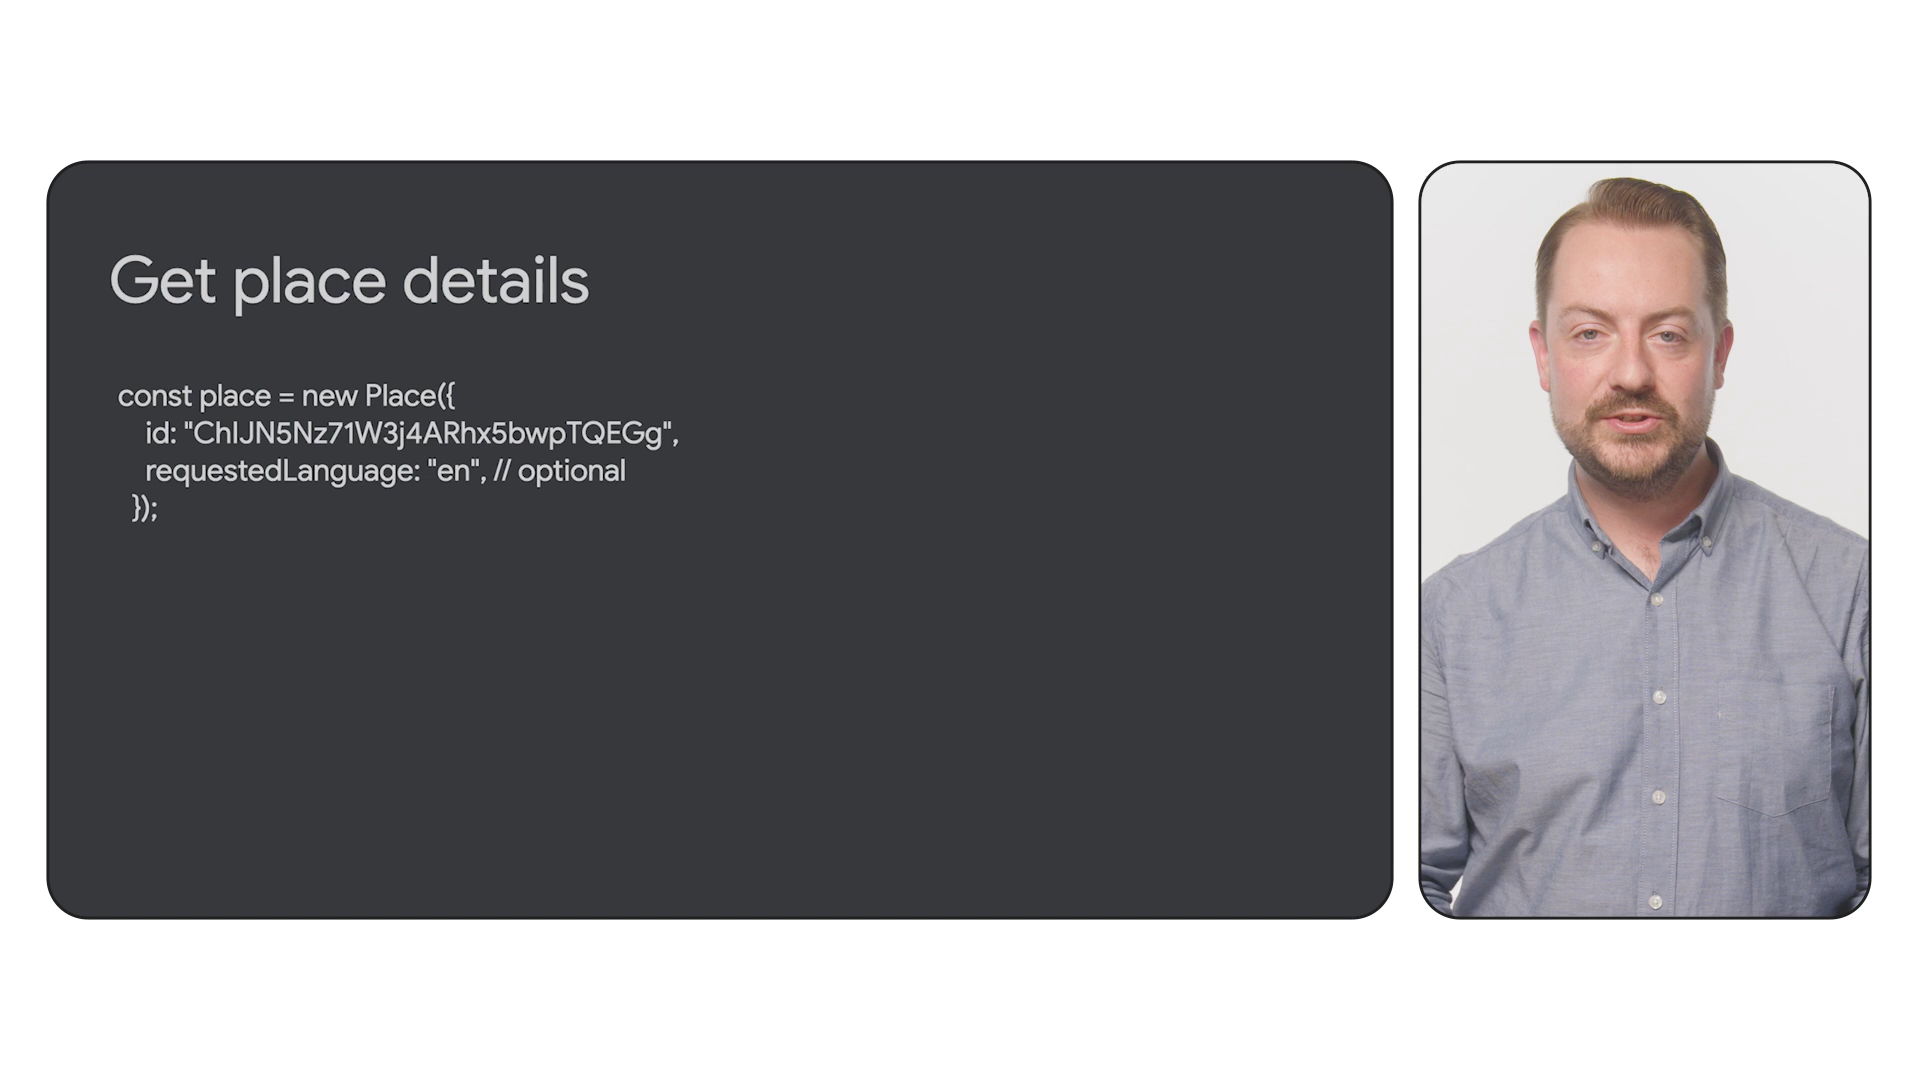 Get place details
const place = new Place({
id: "ChIJN5Nz71W3j4ARhx5bwpTQEGg",
requestedLanguage: "en", // optional
});